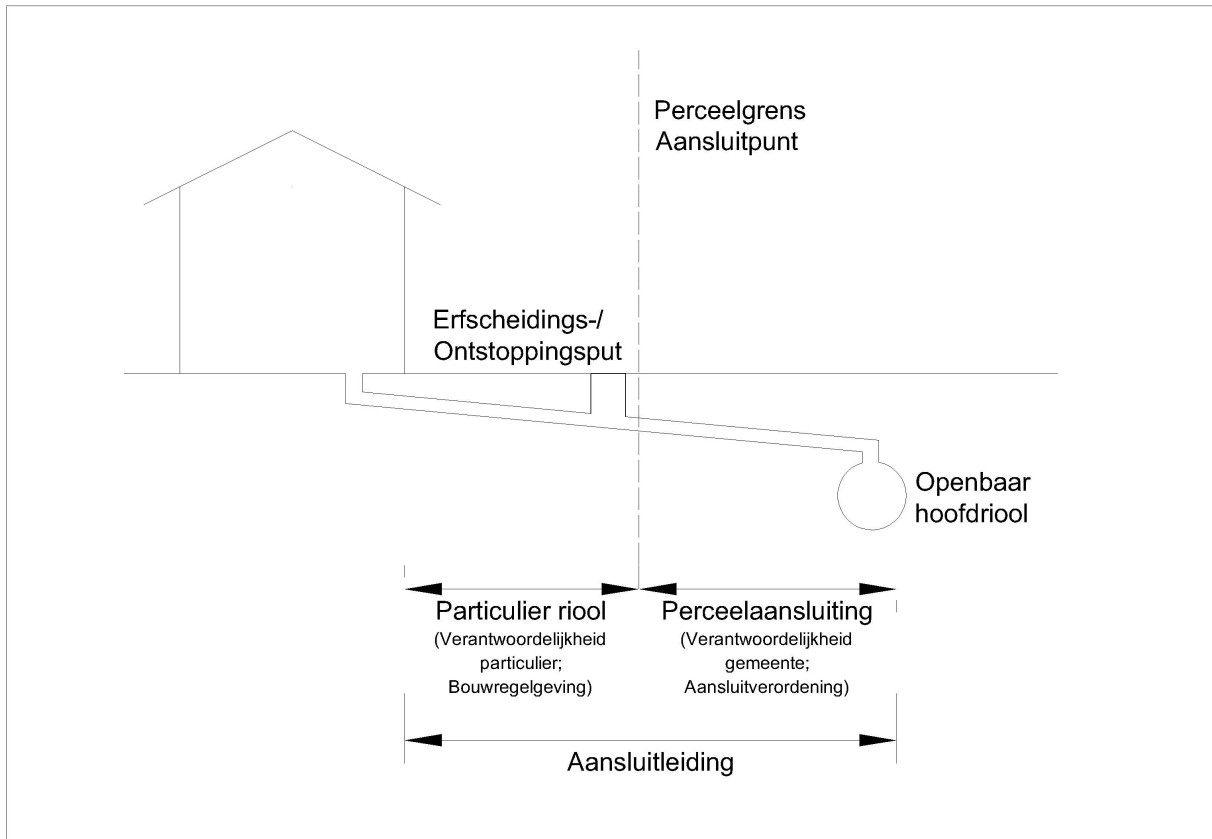 Perceelgrens
Aansluitpunt
Erfscheidings-/
Ontstoppingsput
Openbaar
hoofdriool
Particulier riool
(Verantwoordelijkheid
particulier;
Bouwregelgeving)
Perceelaansluiting
(Verantwoordelijkheid
gemeente;
Aansluitverordening)
Aansluitleiding